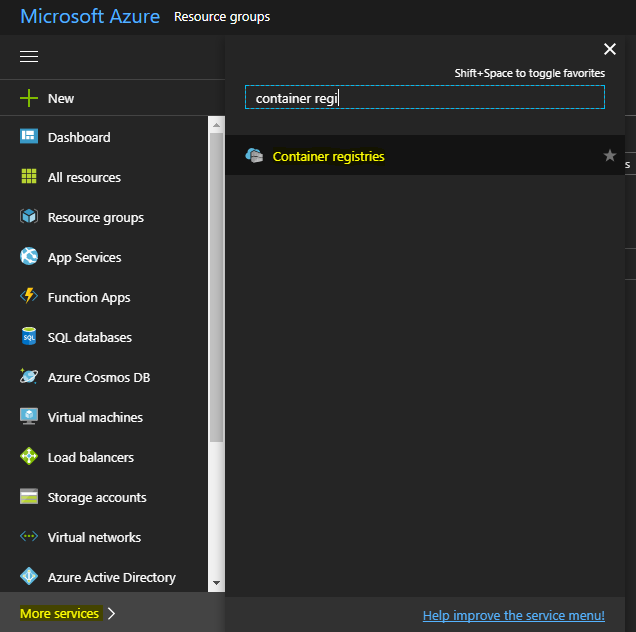 Microsoft Azure Resource groups
Shift+Space to toggle favorites
container regi
Container registries
s
New
Dashboard
All resources
Resource groups
App Services
Function Apps
SQL
SQL databases
Azure Cosmos DB
Virtual machines
Load balancers
Storage accounts
Virtual networks
Azure Active Directory
More services
Help improve the service menu!